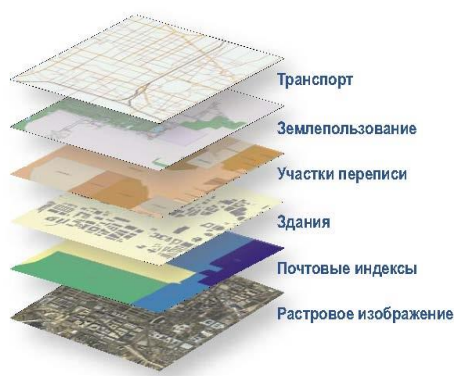 Транспорт
Землепользование
Участки переписи
Здания
Почтовые индексы
Растровое изображение